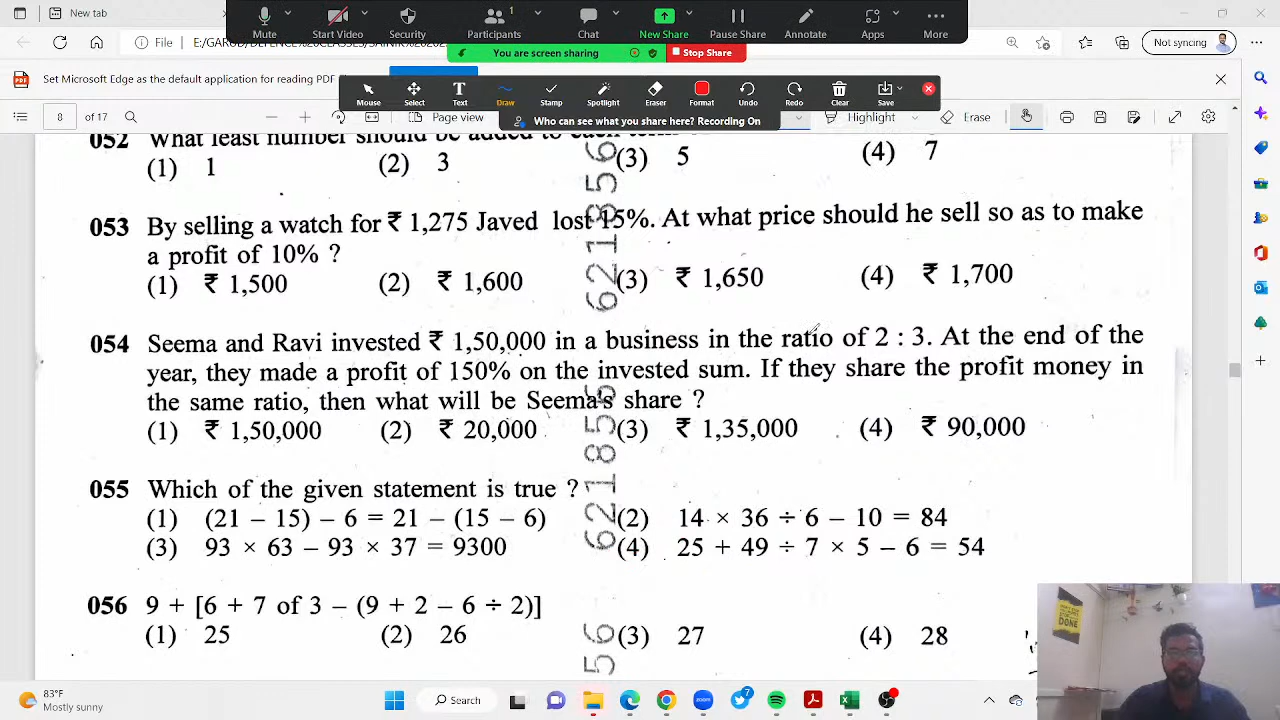 New Tab
Mute
Start Video
Security
Participants
1
Chat
New Share
Pause Share
Annotate
Apps
More
File
Not syncing
You are screen sharing
Stop Share
Set Microsoft Edge as the default application for reading PDF
Mouse
Select
Text
Draw
Stamp
Spotlight
Eraser
Format
Undo
Redo
Clear
Save
of 17
Page view
Who can see what you share here? Recording On
Highlight
Erase
052 What least number should be added to each term
(1) 1 (2) 3 (3) 5 (4) 7
053 By selling a watch for ₹ 1,275 Javed lost 15%. At what price should he sell so as to make
a profit of 10% ?
(1) ₹ 1,500 (2) ₹ 1,600 (3) ₹ 1,650 (4) ₹ 1,700
054 Seema and Ravi invested ₹ 1,50,000 in a business in the ratio of 2 : 3. At the end of the
year, they made a profit of 150% on the invested sum. If they share the profit money in
the same ratio, then what will be Seema's share ?
(1) ₹ 1,50,000 (2) ₹ 20,000 (3) ₹ 1,35,000 (4) ₹ 90,000
055 Which of the given statement is true ?
(1) (21 – 15) – 6 = 21 – (15 – 6) (2) 14 × 36 ÷ 6 – 10 = 84
(3) 93 × 63 – 93 × 37 = 9300 (4) 25 + 49 ÷ 7 × 5 – 6 = 54
056 9 + [6 + 7 of 3 – (9 + 2 – 6 ÷ 2)]
(1) 25 (2) 26 (3) 27 (4) 28
621856
621856
56
DONE
83°F
Mostly sunny
Search
zoom
7